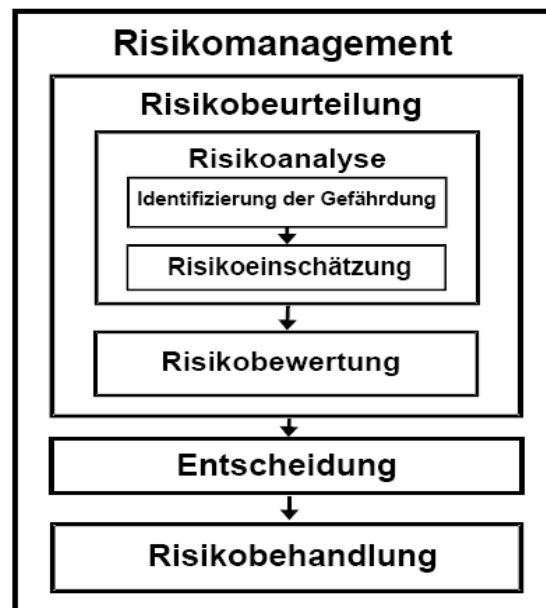 Risikomanagement
Risikobeurteilung
Risikoanalyse
Identifizierung der Gefährdung
Risikoeinschätzung
Risikobewertung
Entscheidung
Risikobehandlung